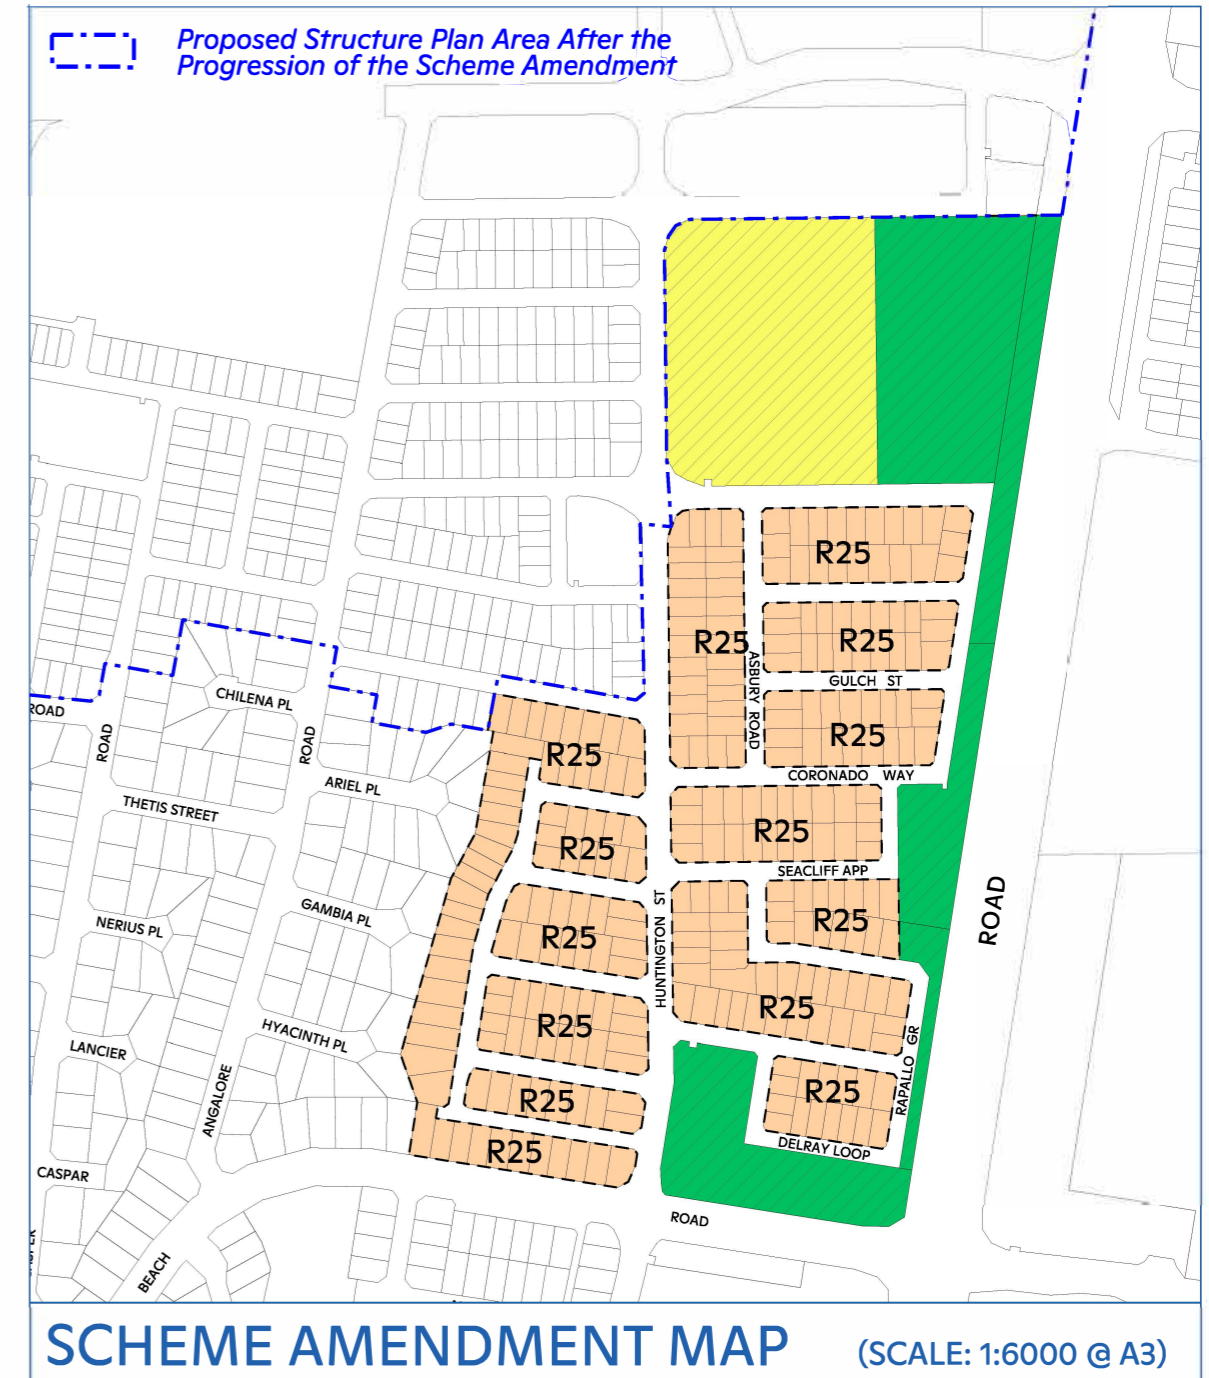 Proposed Structure Plan Area After the
Progression of the Scheme Amendment
R25
R25
R25
ASBURY ROAD
GULCH ST
R25
CHILENA PL
ROAD
ROAD
ROAD
R25
CORONADO WAY
ARIEL PL
THETIS STREET
R25
R25
SEACLIFF APP
R25
GAMBIA PL
NERIUS PL
HUNTINGTON ST
ROAD
R25
R25
R25
HYACINTH PL
LANCIER
RAPALLO GR
R25
R25
ANGALORE
DELRAY LOOP
R25
CASPAR
ROAD
BEACH
SCHEME AMENDMENT MAP
(SCALE: 1:6000 @ A3)